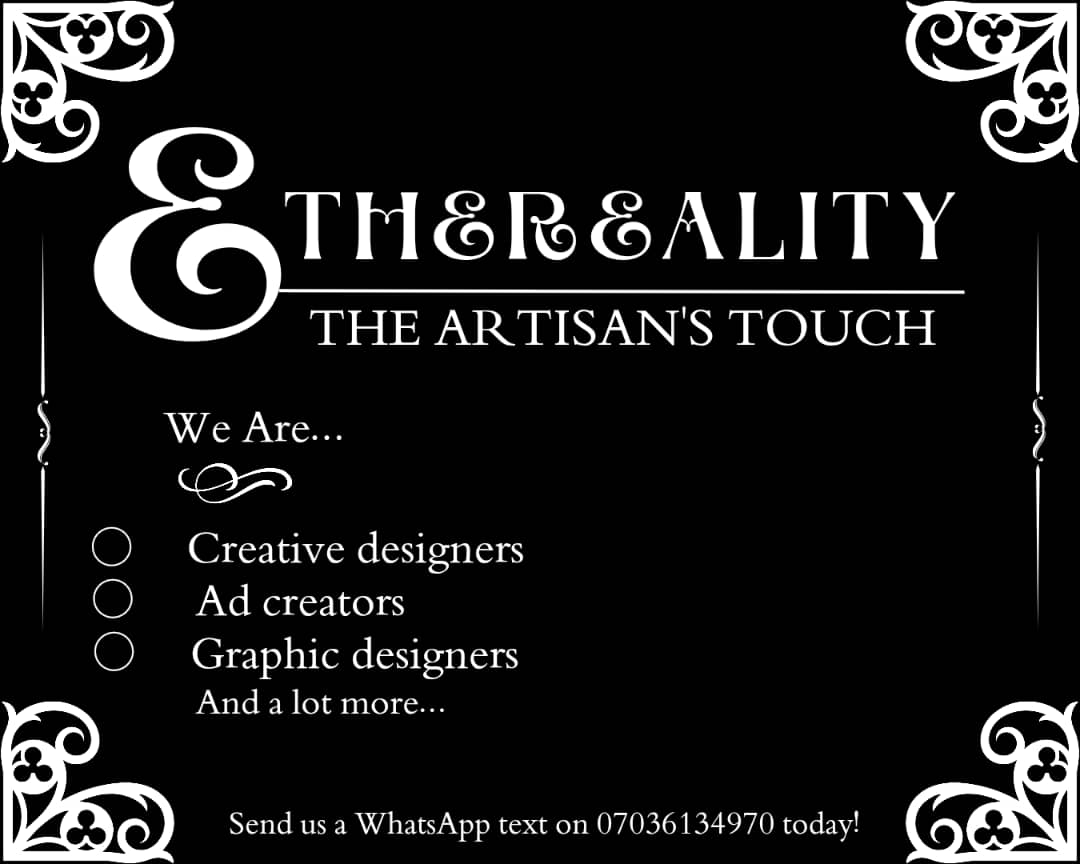 ETHEREALITY
THE ARTISAN'S TOUCH
We Are...
Creative designers
Ad creators
Graphic designers
And a lot more...
Send us a WhatsApp text on 07036134970 today!